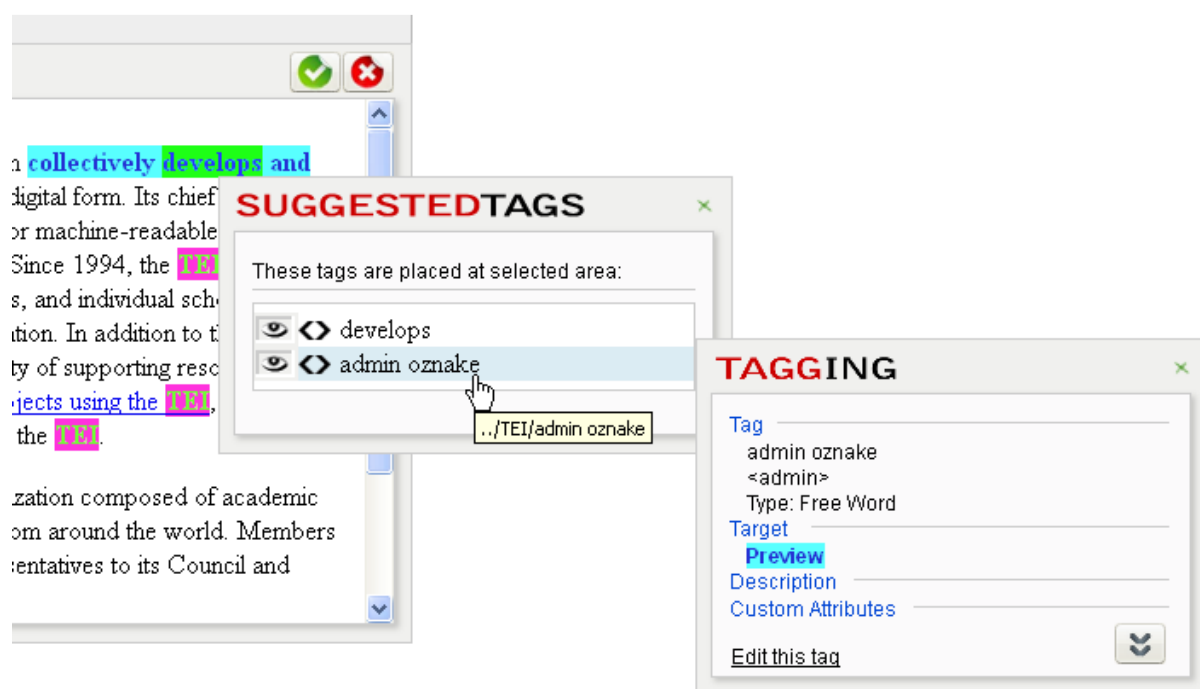 collectively develops and
digital form. Its chief
or machine-readable
Since 1994, the TEI
s, and individual
ation. In addition to
ty of supporting
jects using the TEI,
the TEI.
zation composed of academic
om around the world. Members
entatives to its Council and
SUGGESTEDTAGS
These tags are placed at selected area:
develops
admin oznake
../TEI/admin oznake
TAGGING
Tag
admin oznake
<admin>
Type: Free Word
Target
Preview
Description
Custom Attributes
Edit this tag